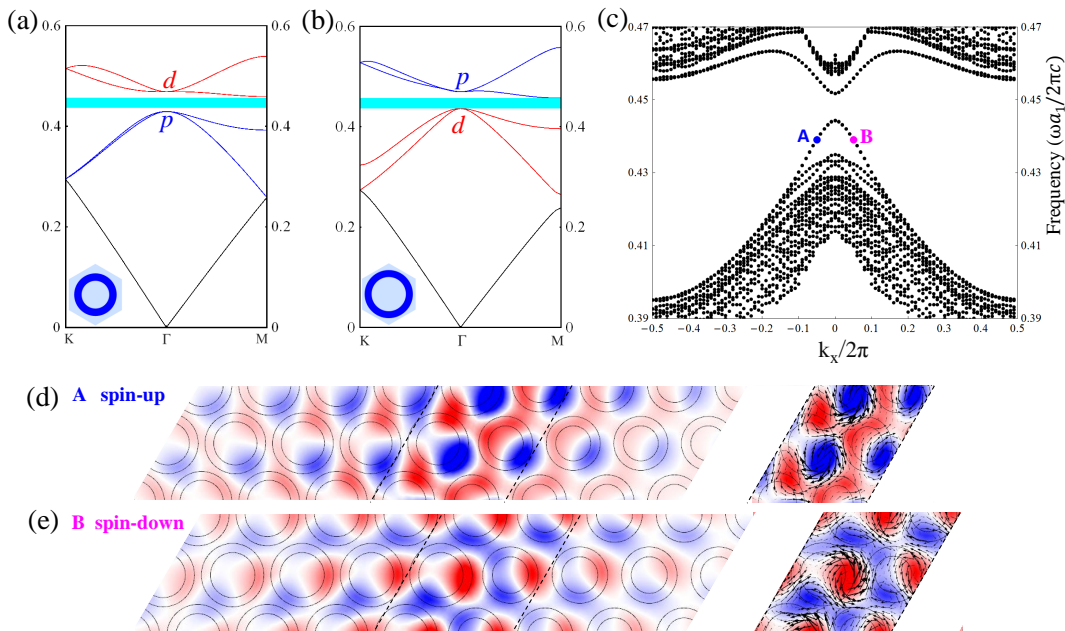 (a)
0.6
0.4
0.2
0
d
p
K
Γ
M
0.6
0.4
0.2
0
(b)
0.6
0.4
0.2
0
p
d
K
Γ
M
0.6
0.4
0.2
0
(c)
0.47
0.45
0.43
0.41
0.39
A
B
0.47
0.45
0.43
0.41
0.39
−0.5 −0.4 −0.3 −0.2 −0.1 0 0.1 0.2 0.3 0.4 0.5
kx/2π
Frequency (ωa1/2πc)
(d) A spin-up
(e) B spin-down